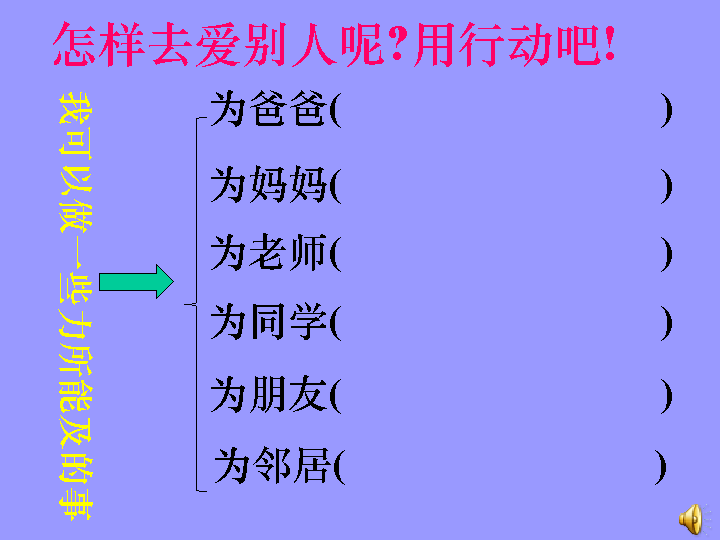 怎样去爱别人呢?用行动吧!
我可以做一些力所能及的事
为爸爸( )
为妈妈( )
为老师( )
为同学( )
为朋友( )
为邻居( )